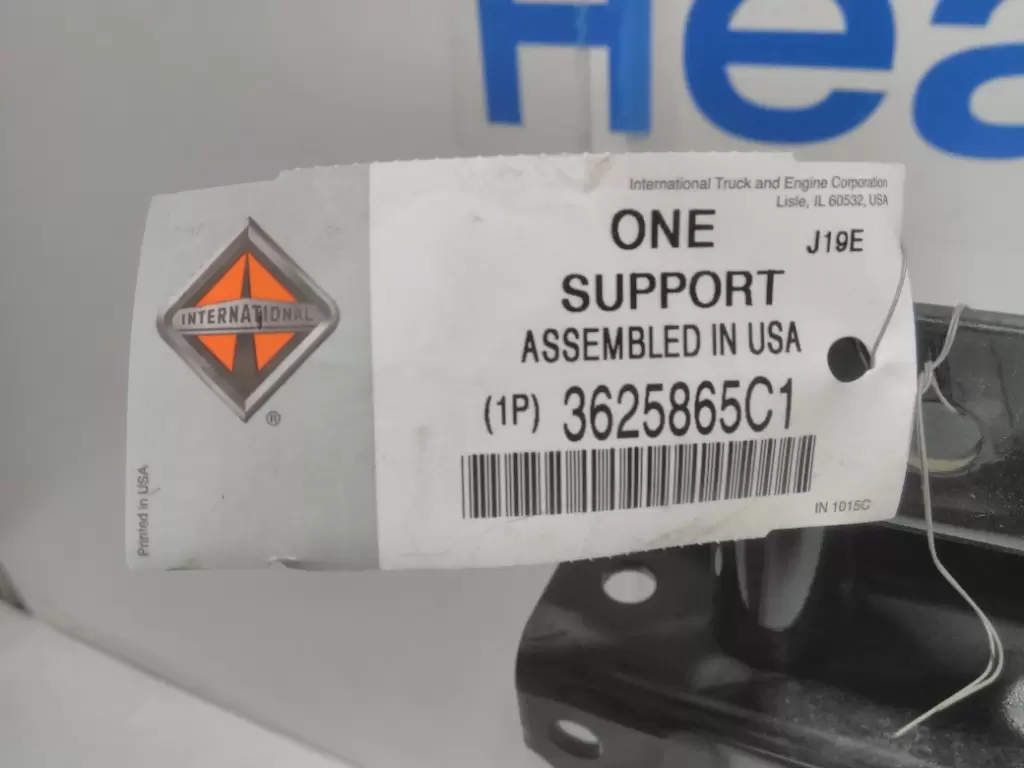 Hea
International Truck and Engine Corporation
Lisle, IL 60532, USA
ONE
J19E
SUPPORT
ASSEMBLED IN USA
(1P) 3625865C1
IN 1015C
INTERNATIONAL
®
Printed in USA